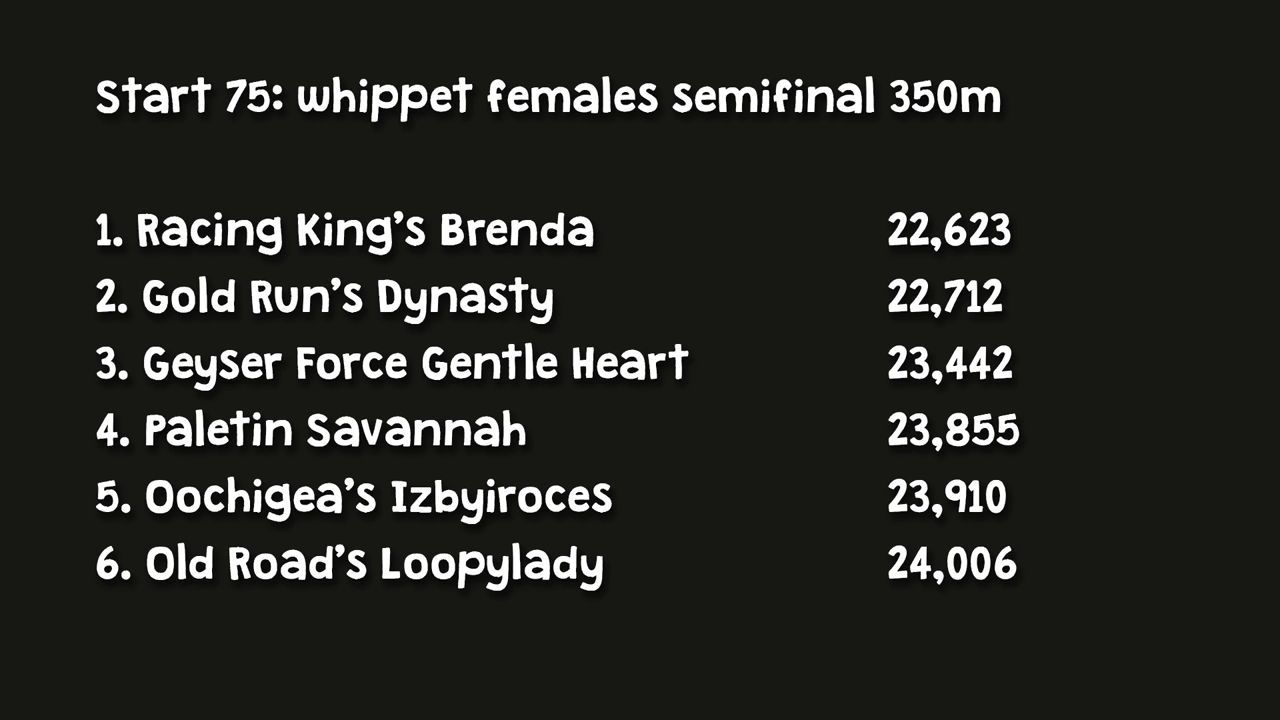 Start 75: whippet females semifinal 350m
1. Racing King's Brenda 22,623
2. Gold Run's Dynasty 22,712
3. Geyser Force Gentle Heart 23,442
4. Paletin Savannah 23,855
5. Oochigea's Izbyiroces 23,910
6. Old Road's Loopylady 24,006